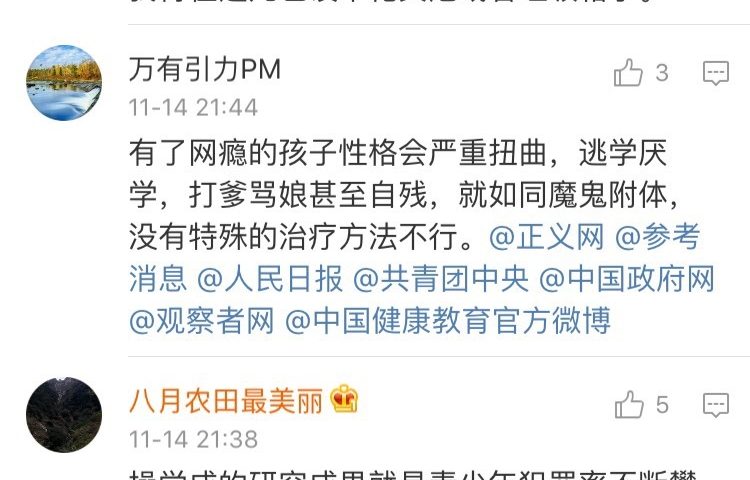 万有引力PM
3
11-14 21:44
有了网瘾的孩子性格会严重扭曲，逃学厌
学，打爹骂娘甚至自残，就如同魔鬼附体，
没有特殊的治疗方法不行。@正义网 @参考
消息 @人民日报 @共青团中央 @中国政府网
@观察者网 @中国健康教育官方微博
八月农田最美丽
5
11-14 21:38